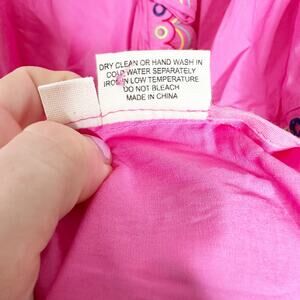 DRY CLEAN OR HAND WASH IN
COLD WATER SEPARATELY
IRON IN LOW TEMPERATURE
DO NOT BLEACH
MADE IN CHINA